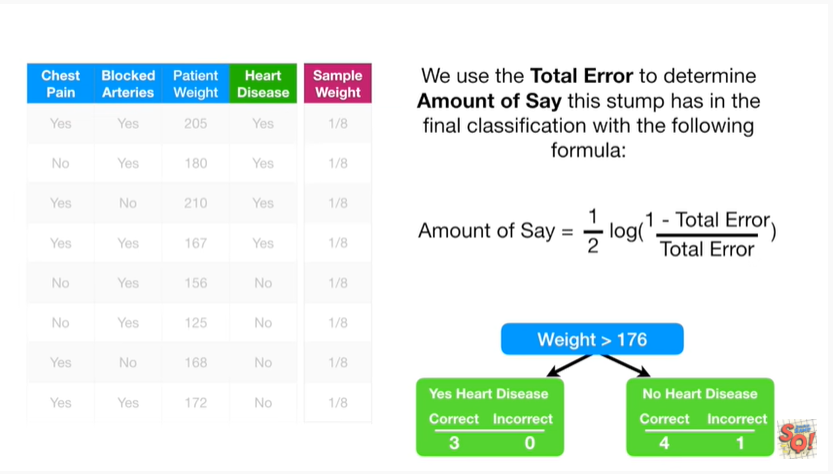 Chest Pain Blocked Arteries Patient Weight Heart Disease Sample Weight
Yes Yes 205 Yes 1/8
No Yes 180 Yes 1/8
Yes No 210 Yes 1/8
Yes Yes 167 Yes 1/8
No Yes 156 No 1/8
No Yes 125 No 1/8
Yes No 168 No 1/8
Yes Yes 172 No 1/8
We use the Total Error to determine
Amount of Say this stump has in the
final classification with the following
formula:
Amount of Say = 1/2 log(1 - Total Error / Total Error)
Weight > 176
Yes Heart Disease
Correct Incorrect
3 0
No Heart Disease
Correct Incorrect
4 1
SQ!